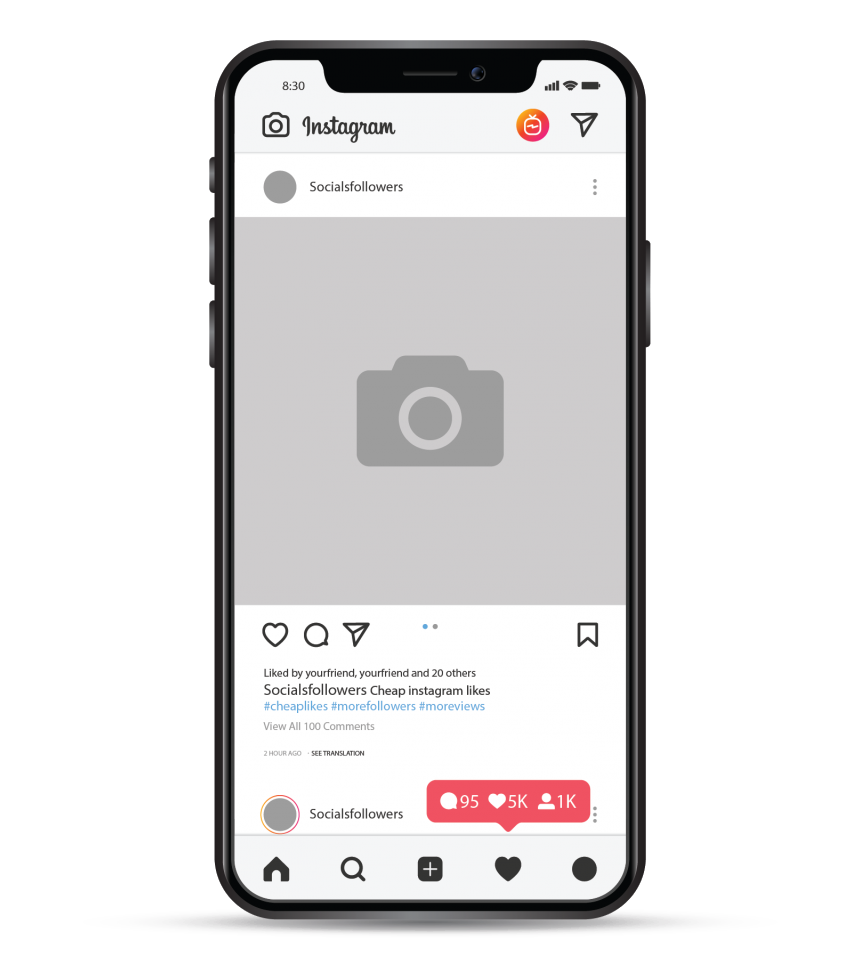 8:30
Instagram
Socialsfollowers
Liked by yourfriend, yourfriend and 20 others
Socialsfollowers Cheap instagram likes
#cheaplikes #morefollowers #moreviews
View All 100 Comments
2 HOUR AGO · SEE TRANSLATION
Socialsfollowers
95 5K 1K